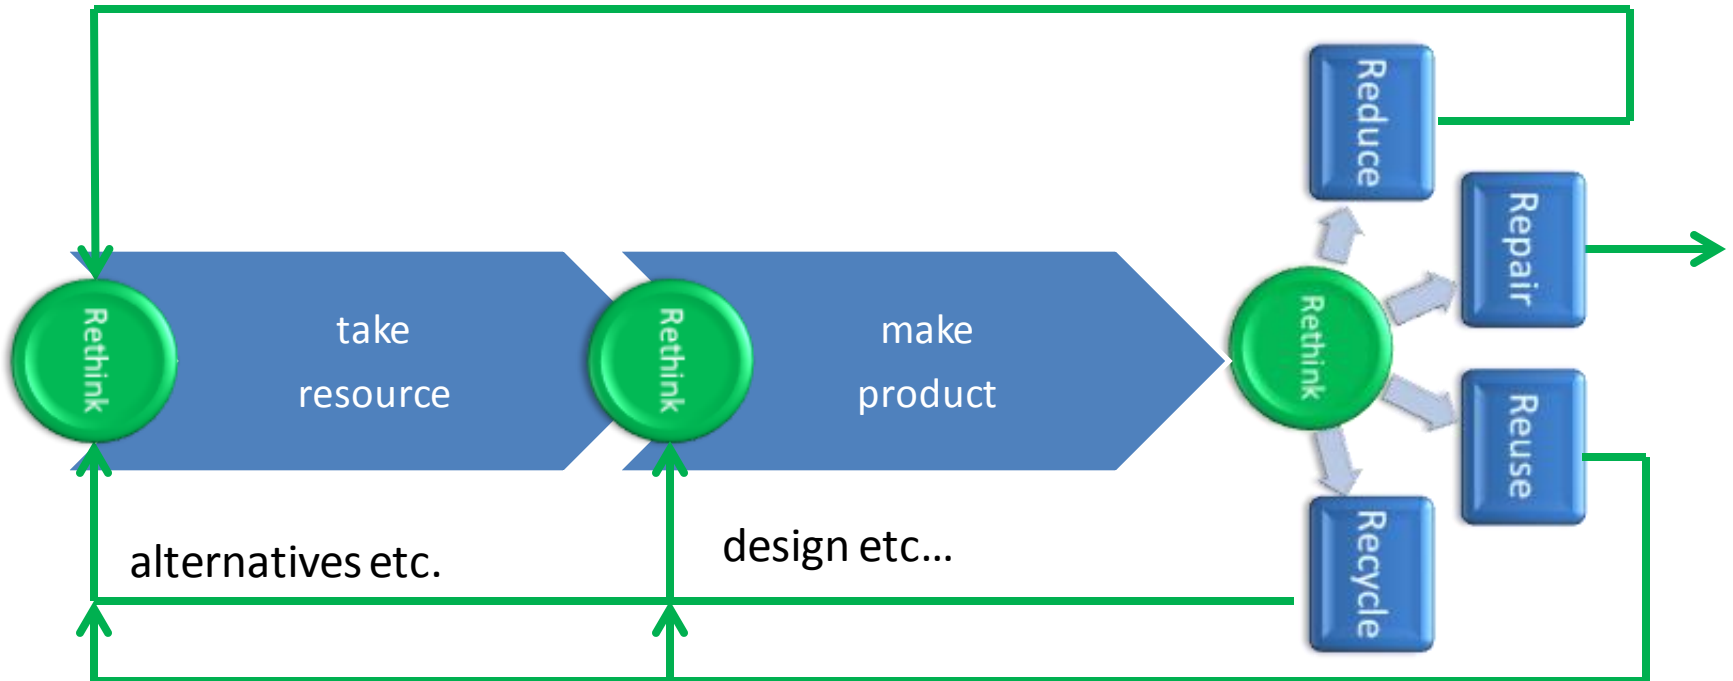 Reduce
Repair
Rethink
take
resource
Rethink
make
product
Rethink
Reuse
Recycle
alternatives etc.
design etc...